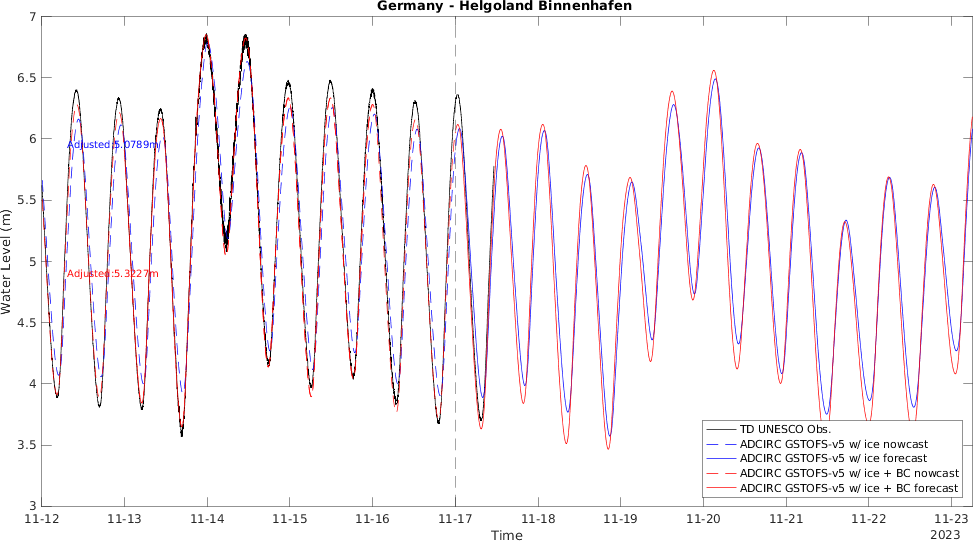 Germany - Helgoland Binnenhafen
Water Level (m)
7
6.5
6
5.5
5
4.5
4
3.5
3
Adjusted:5.0789m
Adjusted:5.3227m
TD UNESCO Obs.
ADCIRC GSTOFS-v5 w/ ice nowcast
ADCIRC GSTOFS-v5 w/ ice forecast
ADCIRC GSTOFS-v5 w/ ice + BC nowcast
ADCIRC GSTOFS-v5 w/ ice + BC forecast
11-12 11-13 11-14 11-15 11-16 11-17 11-18 11-19 11-20 11-21 11-22 11-23
2023
Time